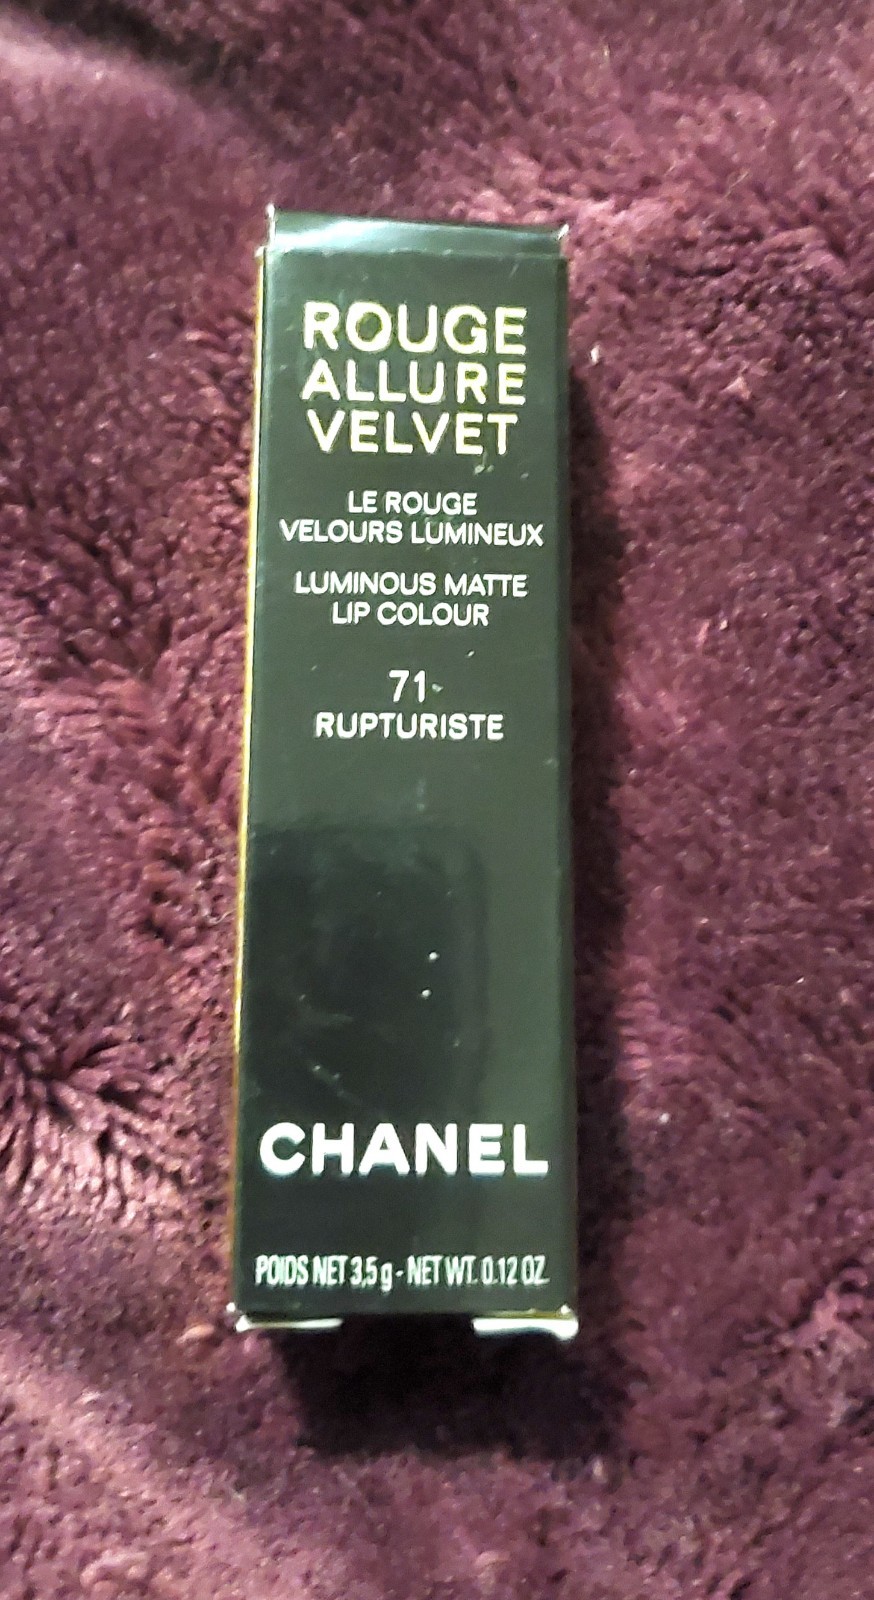 ROUGE
ALLURE
VELVET
LE ROUGE
VELOURS LUMINEUX
LUMINOUS MATTE
LIP COLOUR
71
RUPTURISTE
CHANEL
POIDS NET 3,5 g - NET WT. 0.12 OZ.